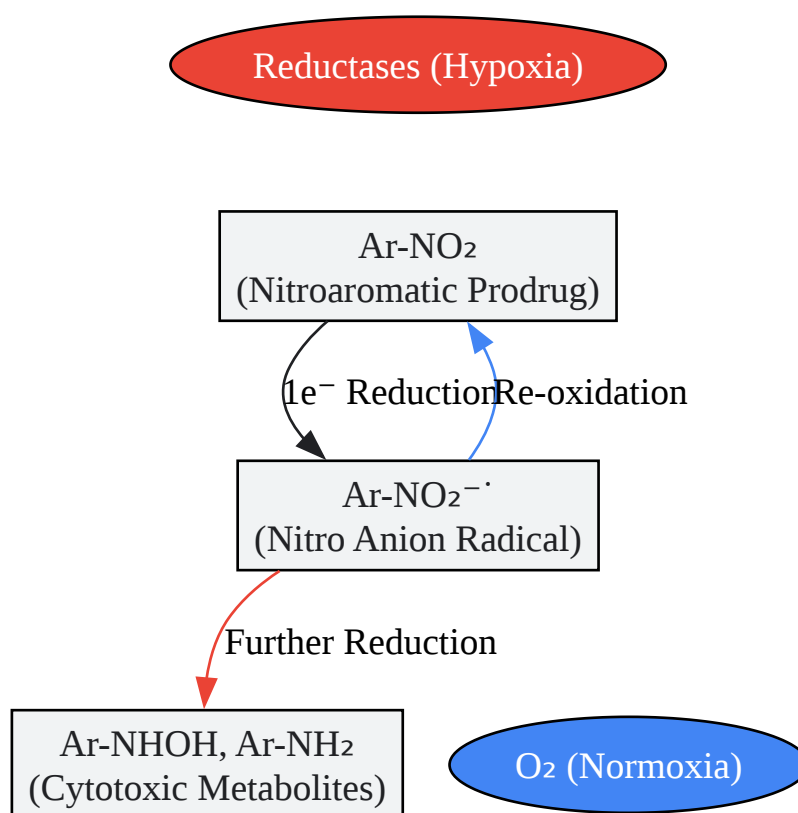 Reductases (Hypoxia)
Ar-NO₂
(Nitroaromatic Prodrug)
1e⁻ Reduction
Re-oxidation
Ar-NO₂⁻˙
(Nitro Anion Radical)
Further Reduction
Ar-NHOH, Ar-NH₂
(Cytotoxic Metabolites)
O₂ (Normoxia)